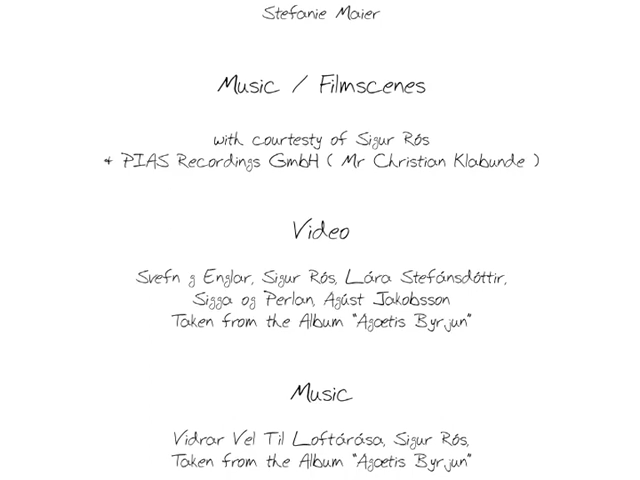 Stefanie Maier
Music / Filmscenes
with courtesty of Sigur Rós
& PIAS Recordings GmbH ( Mr Christian Klabunde )
Video
Svefn g Englar, Sigur Rós, Lára Stefánsdóttir,
Sigga og Perlan, Agúst Jakobsson
Taken from the Album "Agaetis Byrjun"
Music
Vidrar Vel Til Loftárása, Sigur Rós,
Taken from the Album "Agaetis Byrjun"